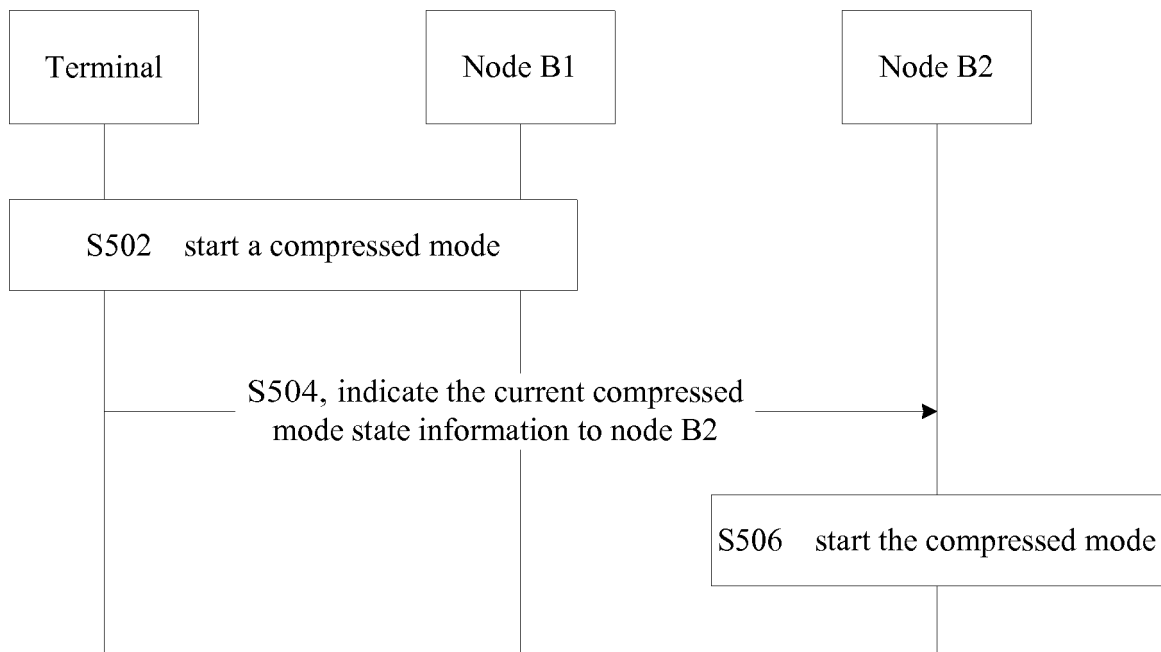 Terminal
Node B1
Node B2
S502 start a compressed mode
S504, indicate the current compressed
mode state information to node B2
S506 start the compressed mode